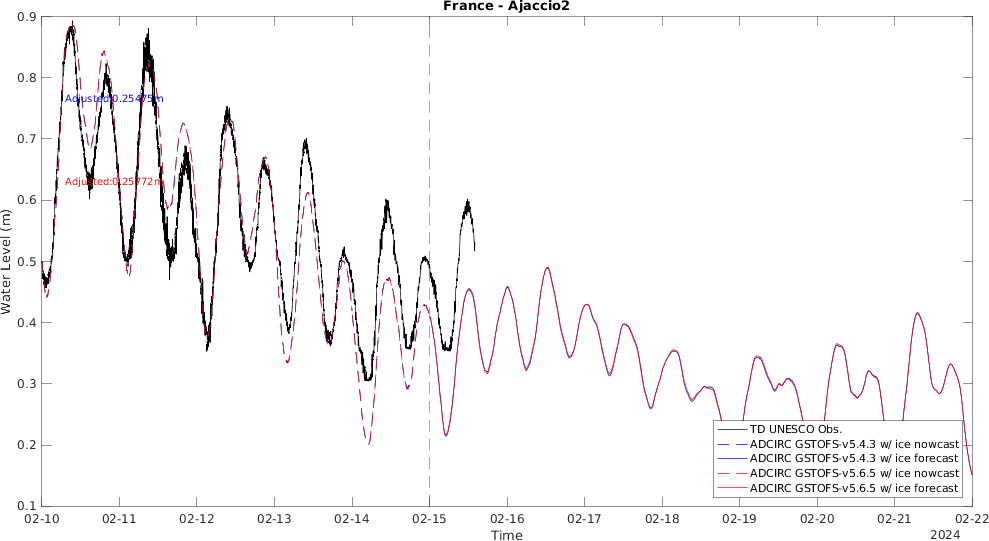 France - Ajaccio2
0.9
0.8
0.7
0.6
0.5
0.4
0.3
0.2
0.1
Water Level (m)
Adjusted:0.25475m
Adjusted:0.25772m
TD UNESCO Obs.
ADCIRC GSTOFS-v5.4.3 w/ ice nowcast
ADCIRC GSTOFS-v5.4.3 w/ ice forecast
ADCIRC GSTOFS-v5.6.5 w/ ice nowcast
ADCIRC GSTOFS-v5.6.5 w/ ice forecast
02-10 02-11 02-12 02-13 02-14 02-15 02-16 02-17 02-18 02-19 02-20 02-21 02-22
Time
2024